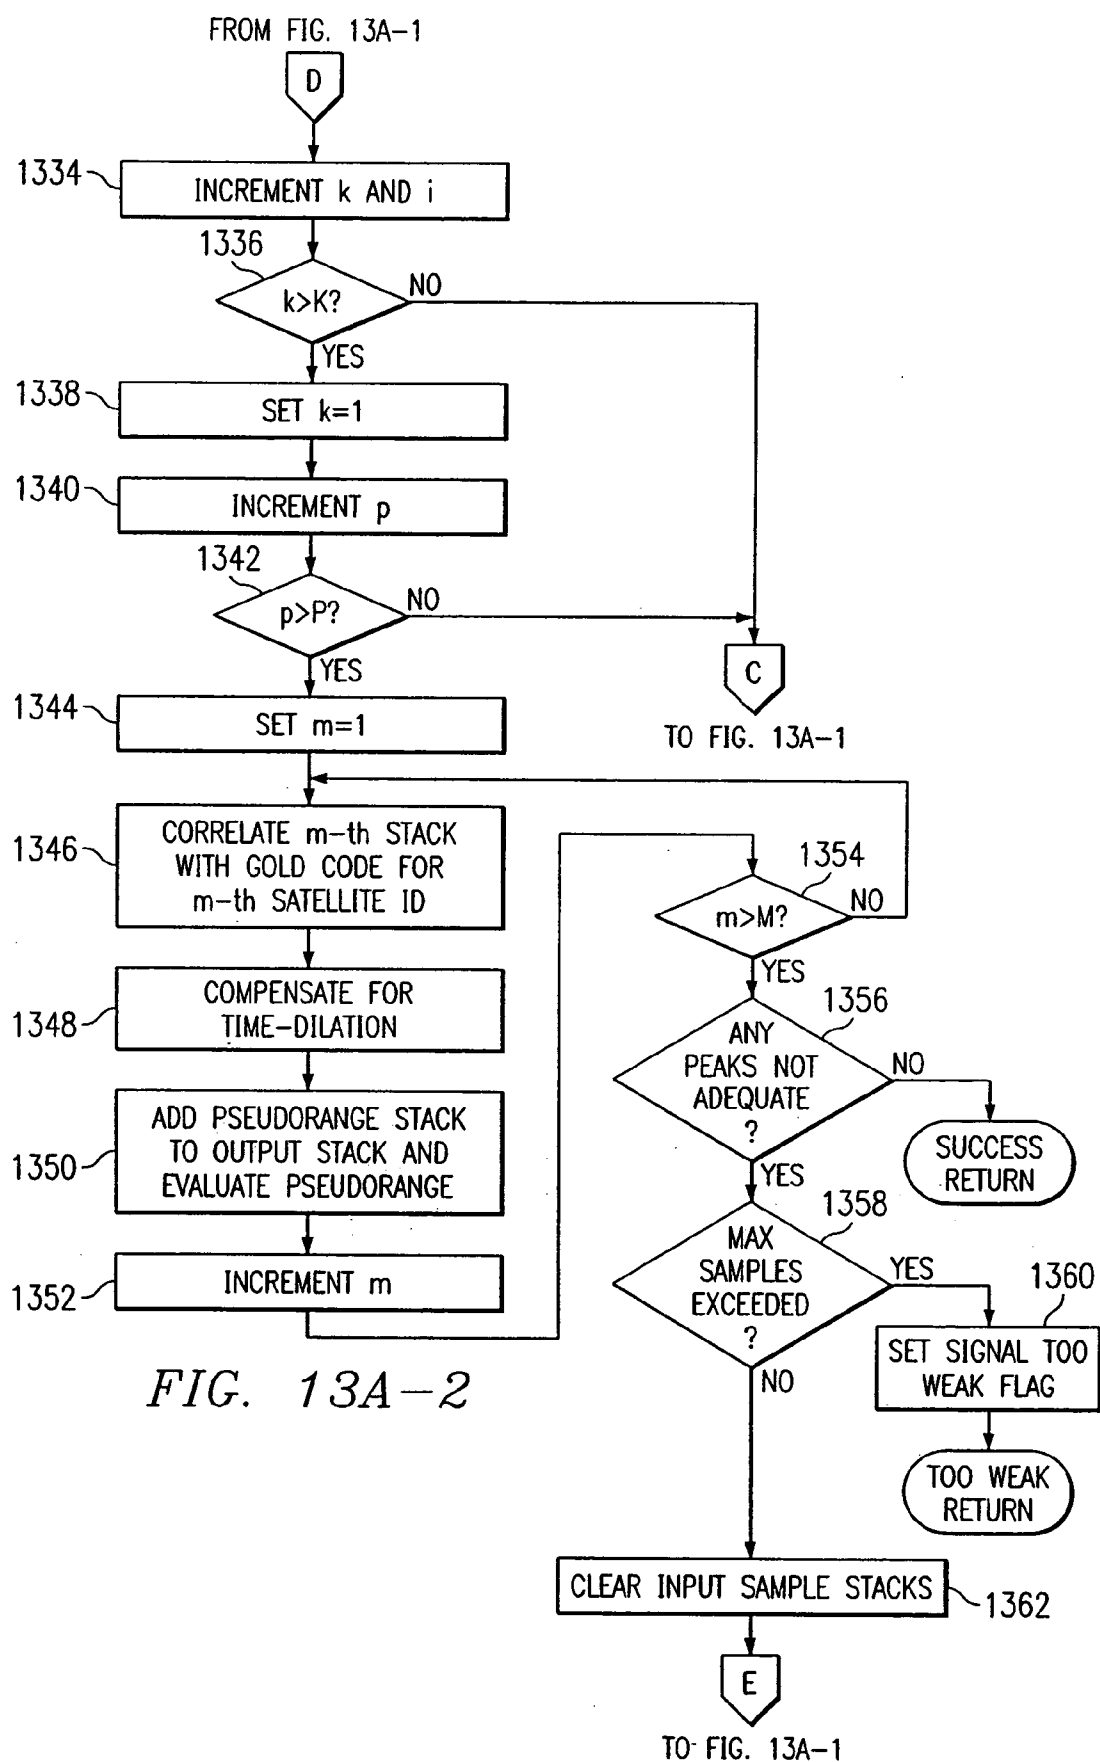 FROM FIG. 13A-1
D
1334
INCREMENT k AND i
1336
k>K?
NO
YES
1338
SET k=1
1340
INCREMENT p
1342
p>P?
NO
YES
C
TO FIG. 13A-1
1344
SET m=1
1346
CORRELATE m-th STACK
WITH GOLD CODE FOR
m-th SATELLITE ID
1348
COMPENSATE FOR
TIME-DILATION
1350
ADD PSEUDORANGE STACK
TO OUTPUT STACK AND
EVALUATE PSEUDORANGE
1352
INCREMENT m
1354
m>M?
NO
YES
1356
ANY
PEAKS NOT
ADEQUATE
?
NO
SUCCESS
RETURN
YES
1358
MAX
SAMPLES
EXCEEDED
?
YES
1360
SET SIGNAL TOO
WEAK FLAG
TOO WEAK
RETURN
NO
CLEAR INPUT SAMPLE STACKS
1362
E
TO FIG. 13A-1
FIG. 13A-2